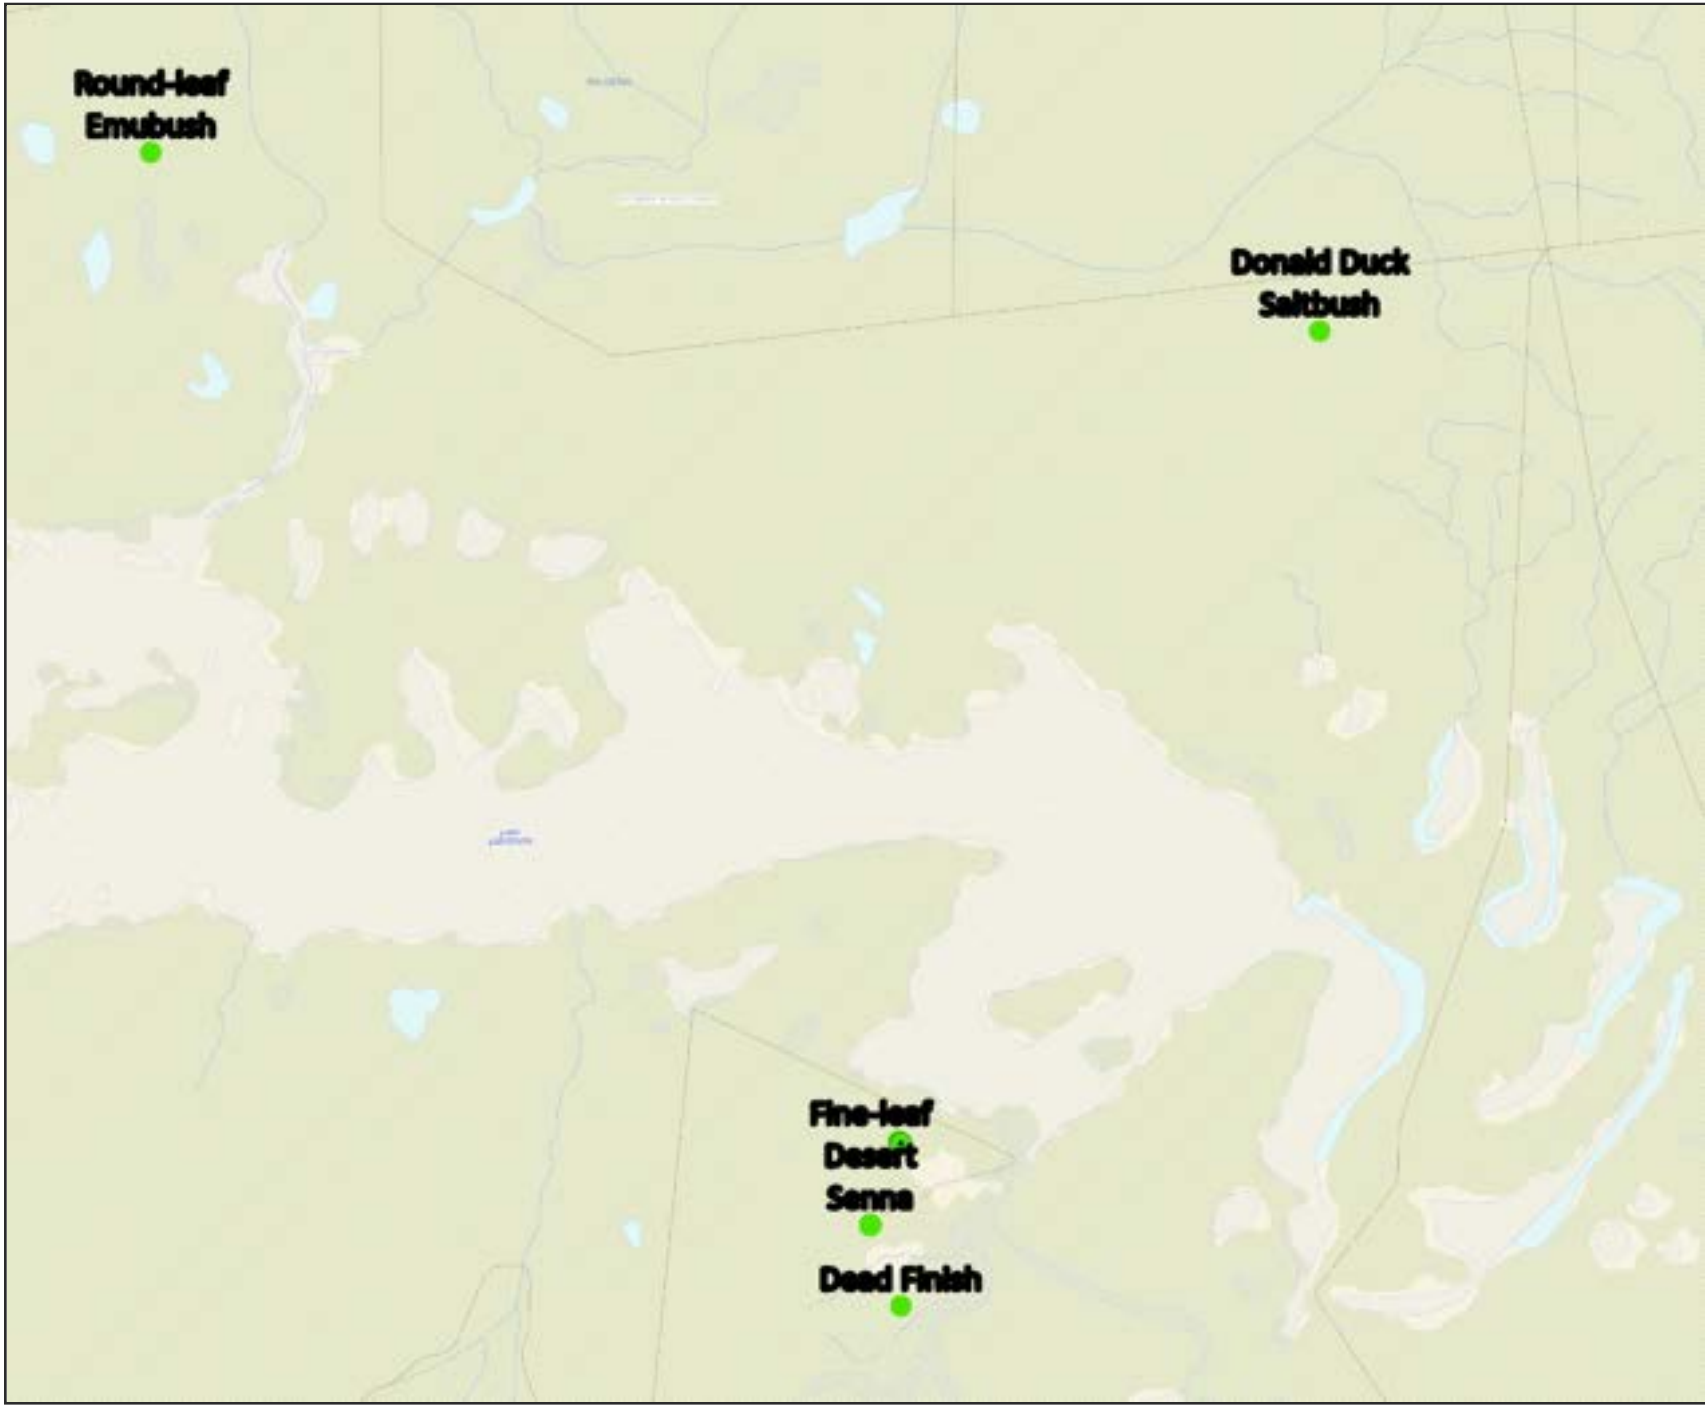 Round-leaf
Emubush
Donald Duck
Saltbush
Fine-leaf
Desert
Senna
Dead Finish